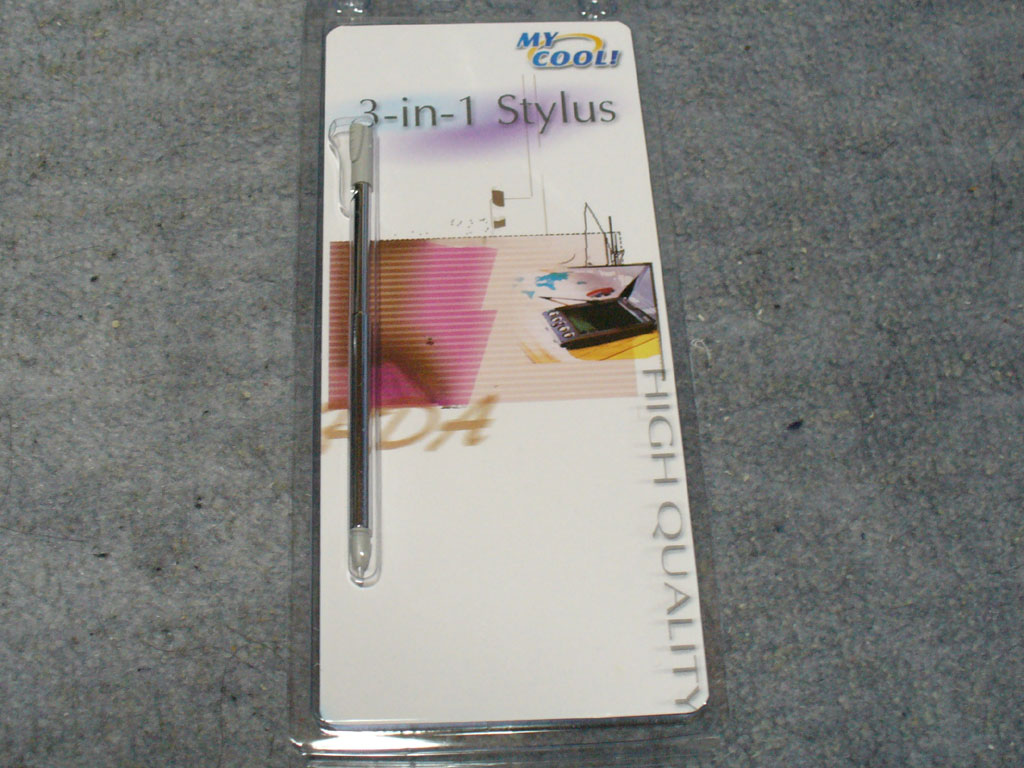 MY
COOL!
3-in-1 Stylus
PDA
HIGH QUALITY